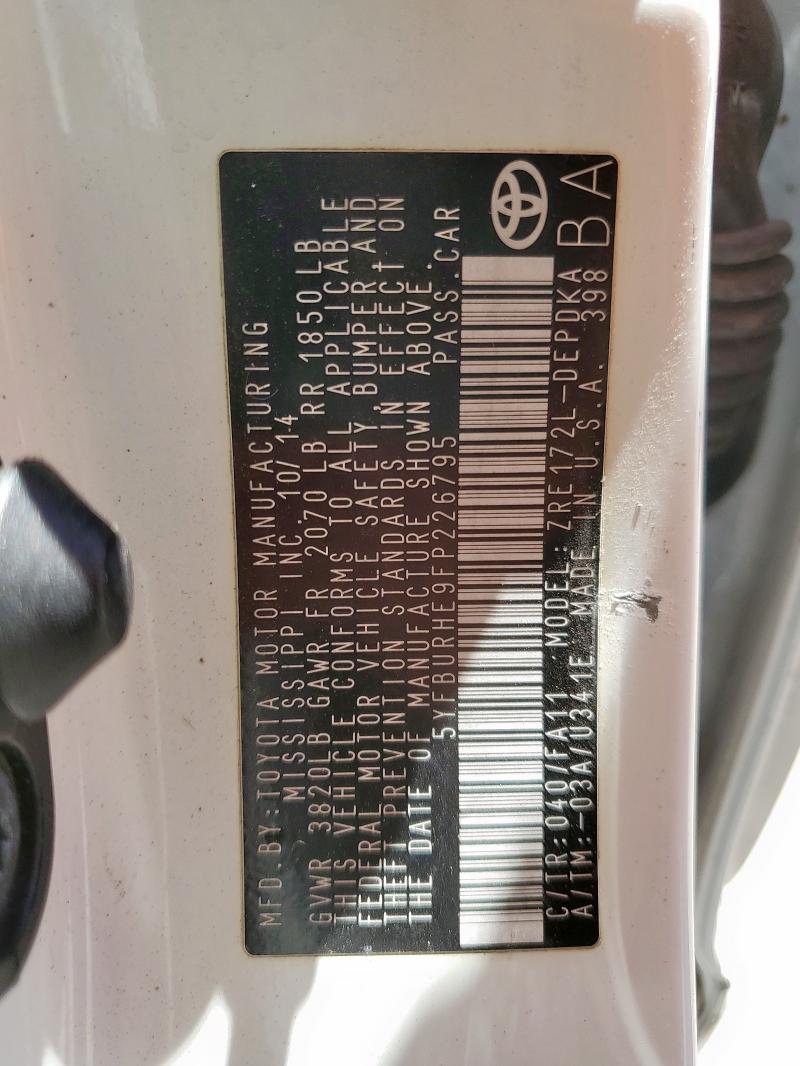 MFD.BY:TOYOTA MOTOR MANUFACTURING
MISSISSIPPI INC. 10/14
GVWR 3820LB GAWR FR 2070 LB RR 1850LB
THIS VEHICLE CONFORMS TO ALL APPLICABLE
FEDERAL MOTOR VEHICLE SAFETY, BUMPER, AND
THEFT PREVENTION STANDARDS IN EFFECT ON
THE DATE OF MANUFACTURE SHOWN ABOVE.
5YFBURHE9FP226795 PASS.CAR
C/TR:040/FA11 MODEL: ZRE172L-DEPDKA
A/TM:-03A/U341E MADE IN U.S.A. 398 BA